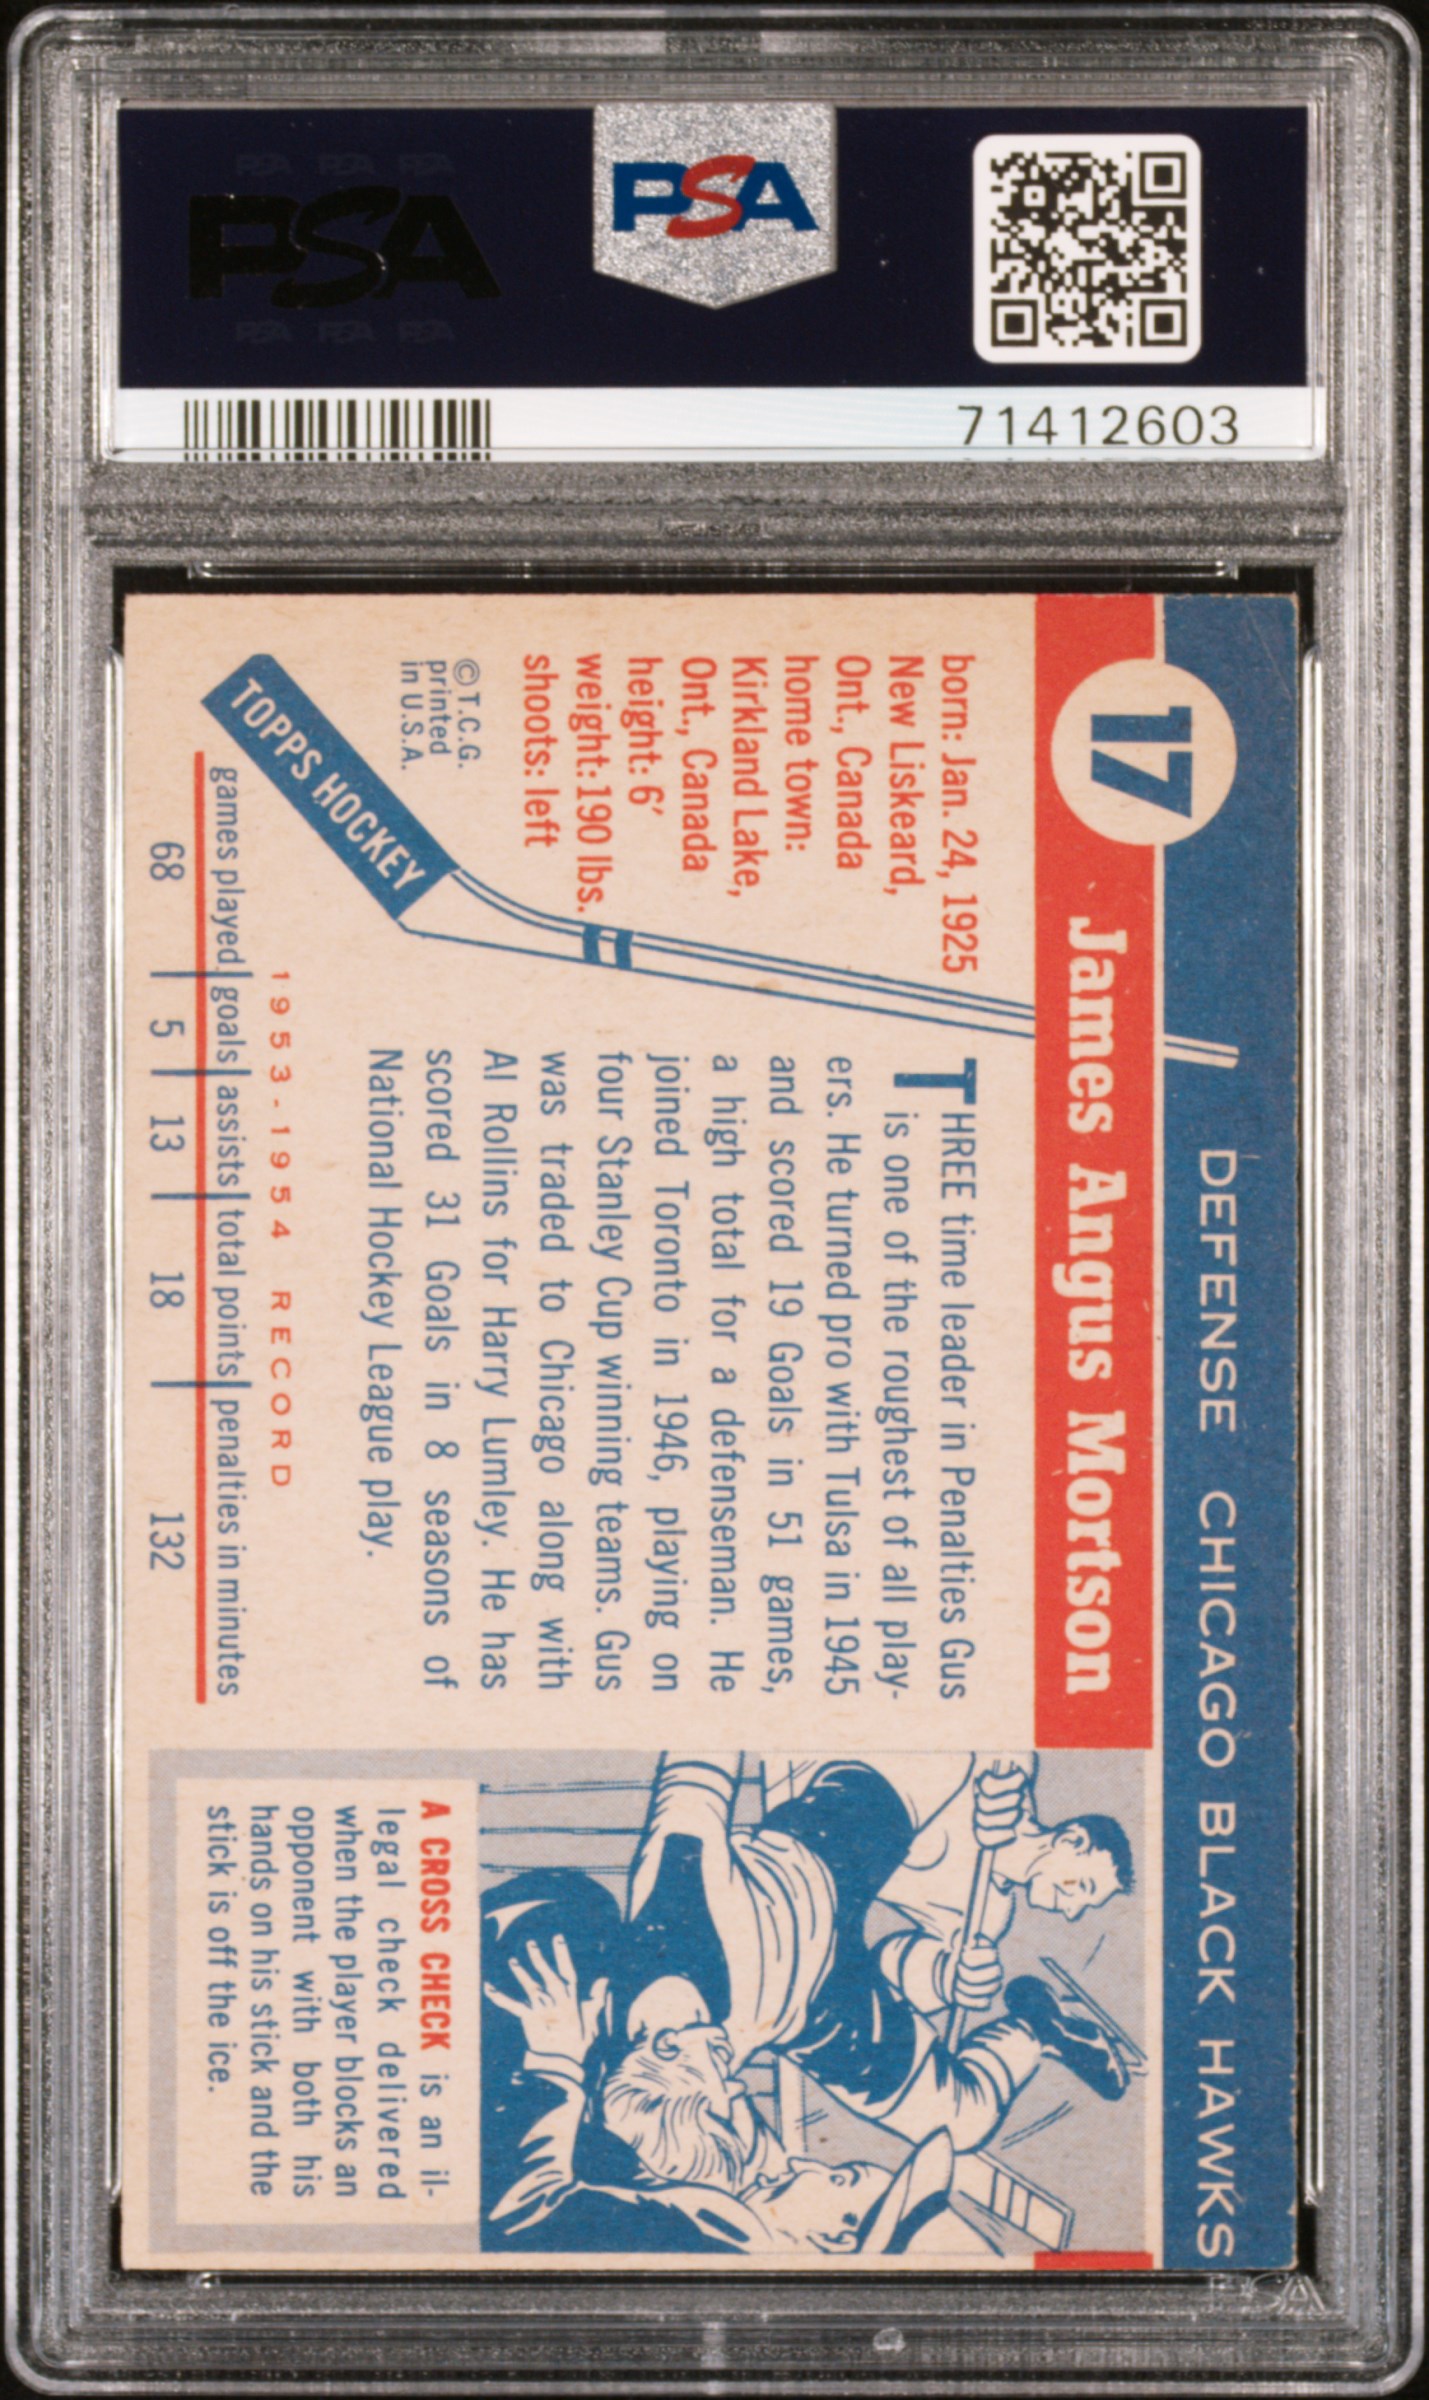 PSA PSA PSA
PSA
PSA PSA PSA
PSA
71412603
17
DEFENSE CHICAGO BLACK HAWKS
James Angus Mortson
born: Jan. 24, 1925
New Liskeard,
Ont., Canada
home town:
Kirkland Lake,
Ont., Canada
height: 6'
weight: 190 lbs.
shoots: left
© T.C.G.
printed
in U.S.A.
TOPPS HOCKEY
THREE time leader in Penalties Gus
is one of the roughest of all play-
ers. He turned pro with Tulsa in 1945
and scored 19 Goals in 51 games,
a high total for a defenseman. He
joined Toronto in 1946, playing on
four Stanley Cup winning teams. Gus
was traded to Chicago along with
Al Rollins for Harry Lumley. He has
scored 31 Goals in 8 seasons of
National Hockey League play.
1953-1954 RECORD
games played goals assists total points penalties in minutes
68 5 13 18 132
A CROSS CHECK is an il-
legal check delivered
when the player blocks an
opponent with both his
hands on his stick and the
stick is off the ice.
PSA